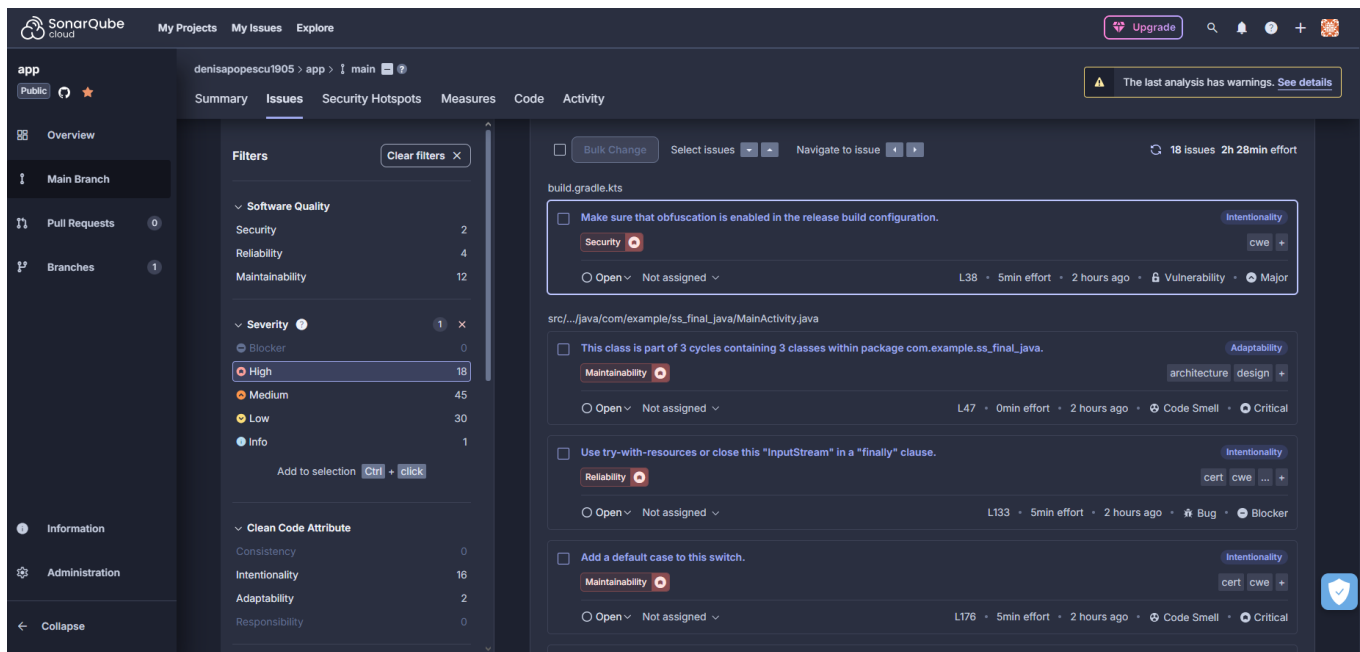 SonarQube cloud My Projects My Issues Explore Upgrade
app
Public
Overview
Main Branch
Pull Requests 0
Branches 1
Information
Administration
Collapse
denisapopescu1905 > app > main
The last analysis has warnings. See details
Summary Issues Security Hotspots Measures Code Activity
Filters Clear filters
Software Quality
Security 2
Reliability 4
Maintainability 12
Severity 1
Blocker 0
High 18
Medium 45
Low 30
Info 1
Add to selection Ctrl + click
Clean Code Attribute
Consistency 0
Intentionality 16
Adaptability 2
Responsibility 0
Bulk Change Select issues Navigate to issue 18 issues 2h 28min effort
build.gradle.kts
Make sure that obfuscation is enabled in the release build configuration. Intentionality
Security cwe +
Open Not assigned L38 • 5min effort • 2 hours ago • Vulnerability • Major
src/.../java/com/example/ss_final_java/MainActivity.java
This class is part of 3 cycles containing 3 classes within package com.example.ss_final_java. Adaptability
Maintainability architecture design +
Open Not assigned L47 • 0min effort • 2 hours ago • Code Smell • Critical
Use try-with-resources or close this "InputStream" in a "finally" clause. Intentionality
Reliability cert cwe ... +
Open Not assigned L133 • 5min effort • 2 hours ago • Bug • Blocker
Add a default case to this switch. Intentionality
Maintainability cert cwe +
Open Not assigned L176 • 5min effort • 2 hours ago • Code Smell • Critical